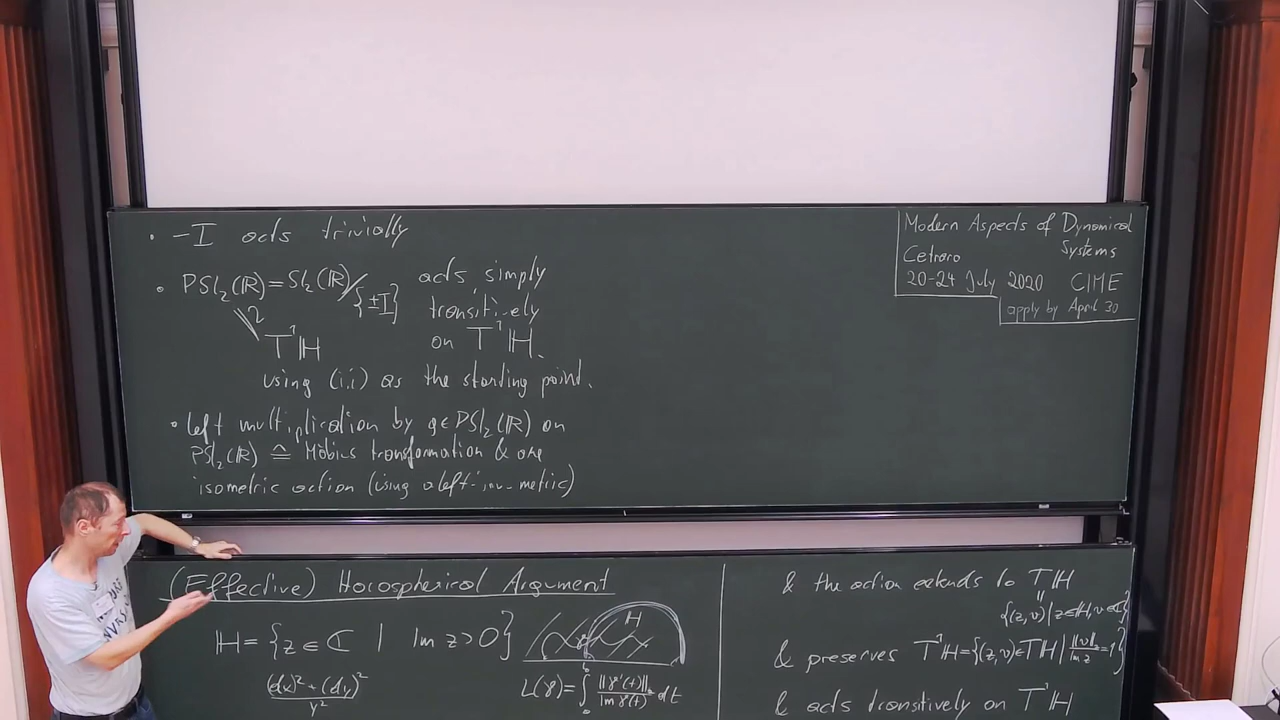 · -I acts trivially
· PSl₂(ℝ) = Sl₂(ℝ)/{±I} acts simply
transitively
T¹ℍ on T¹ℍ.
using (i,i) as the starting point.
· left multiplication by g∈PSl₂(ℝ) on
PSl₂(ℝ) ≙ Möbius transformation & are
isometric action (using a left-inv. metric)
Modern Aspects of Dynamical
Systems
Cetraro
20-24 July 2020 CIME
apply by April 30
(Effective) Horospherical Argument
ℍ = {z ∈ ℂ | Im z > 0}
H
(dx)² + (dy)²
y²
L(γ) = ∫ ‖γ'(t)‖₂ / Im γ(t) dt
& the action extends to Tℍ
{(z,v) | z∈ℍ, v∈ℂ}
& preserves T¹ℍ = {(z,v)∈Tℍ | ‖v‖₂/Im z = 1}
& acts transitively on T¹ℍ